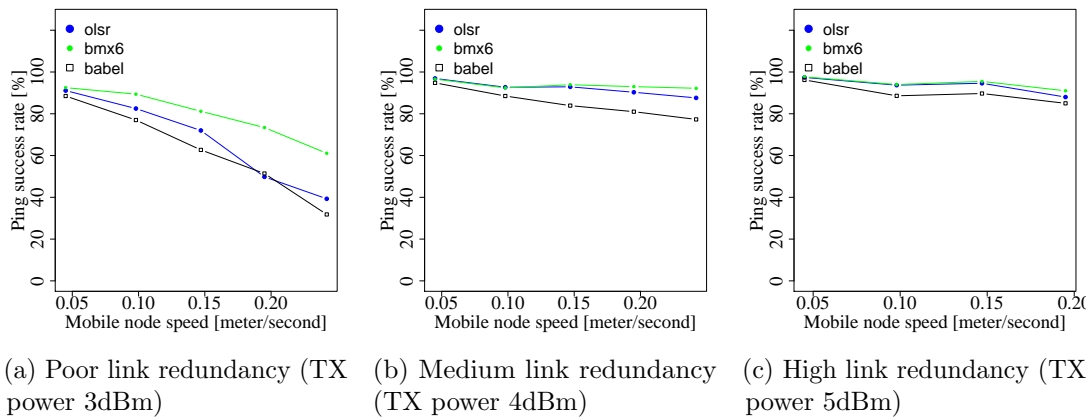 olsr
bmx6
babel
Ping success rate [%]
0 20 40 60 80 100
0.05 0.10 0.15 0.20
Mobile node speed [meter/second]
olsr
bmx6
babel
Ping success rate [%]
0 20 40 60 80 100
0.05 0.10 0.15 0.20
Mobile node speed [meter/second]
olsr
bmx6
babel
Ping success rate [%]
0 20 40 60 80 100
0.05 0.10 0.15 0.20
Mobile node speed [meter/second]
(a) Poor link redundancy (TX
power 3dBm)
(b) Medium link redundancy
(TX power 4dBm)
(c) High link redundancy (TX
power 5dBm)